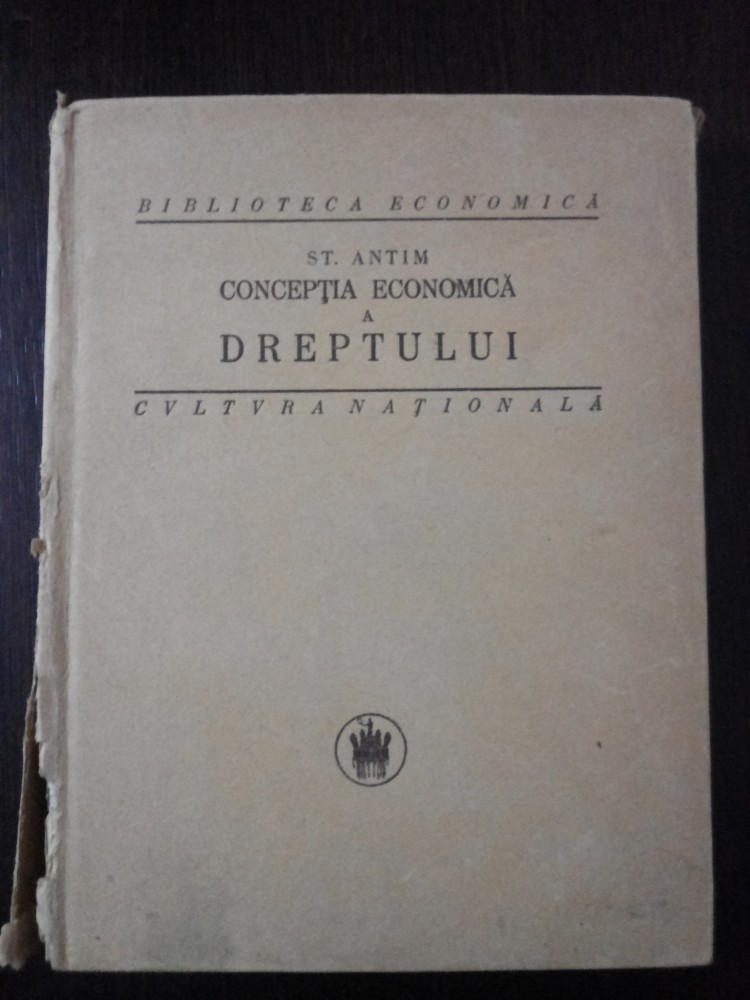 BIBLIOTECA ECONOMICĂ
ST. ANTIM
CONCEPȚIA ECONOMICĂ
A
DREPTULUI
CVLTVRA NAȚIONALĂ